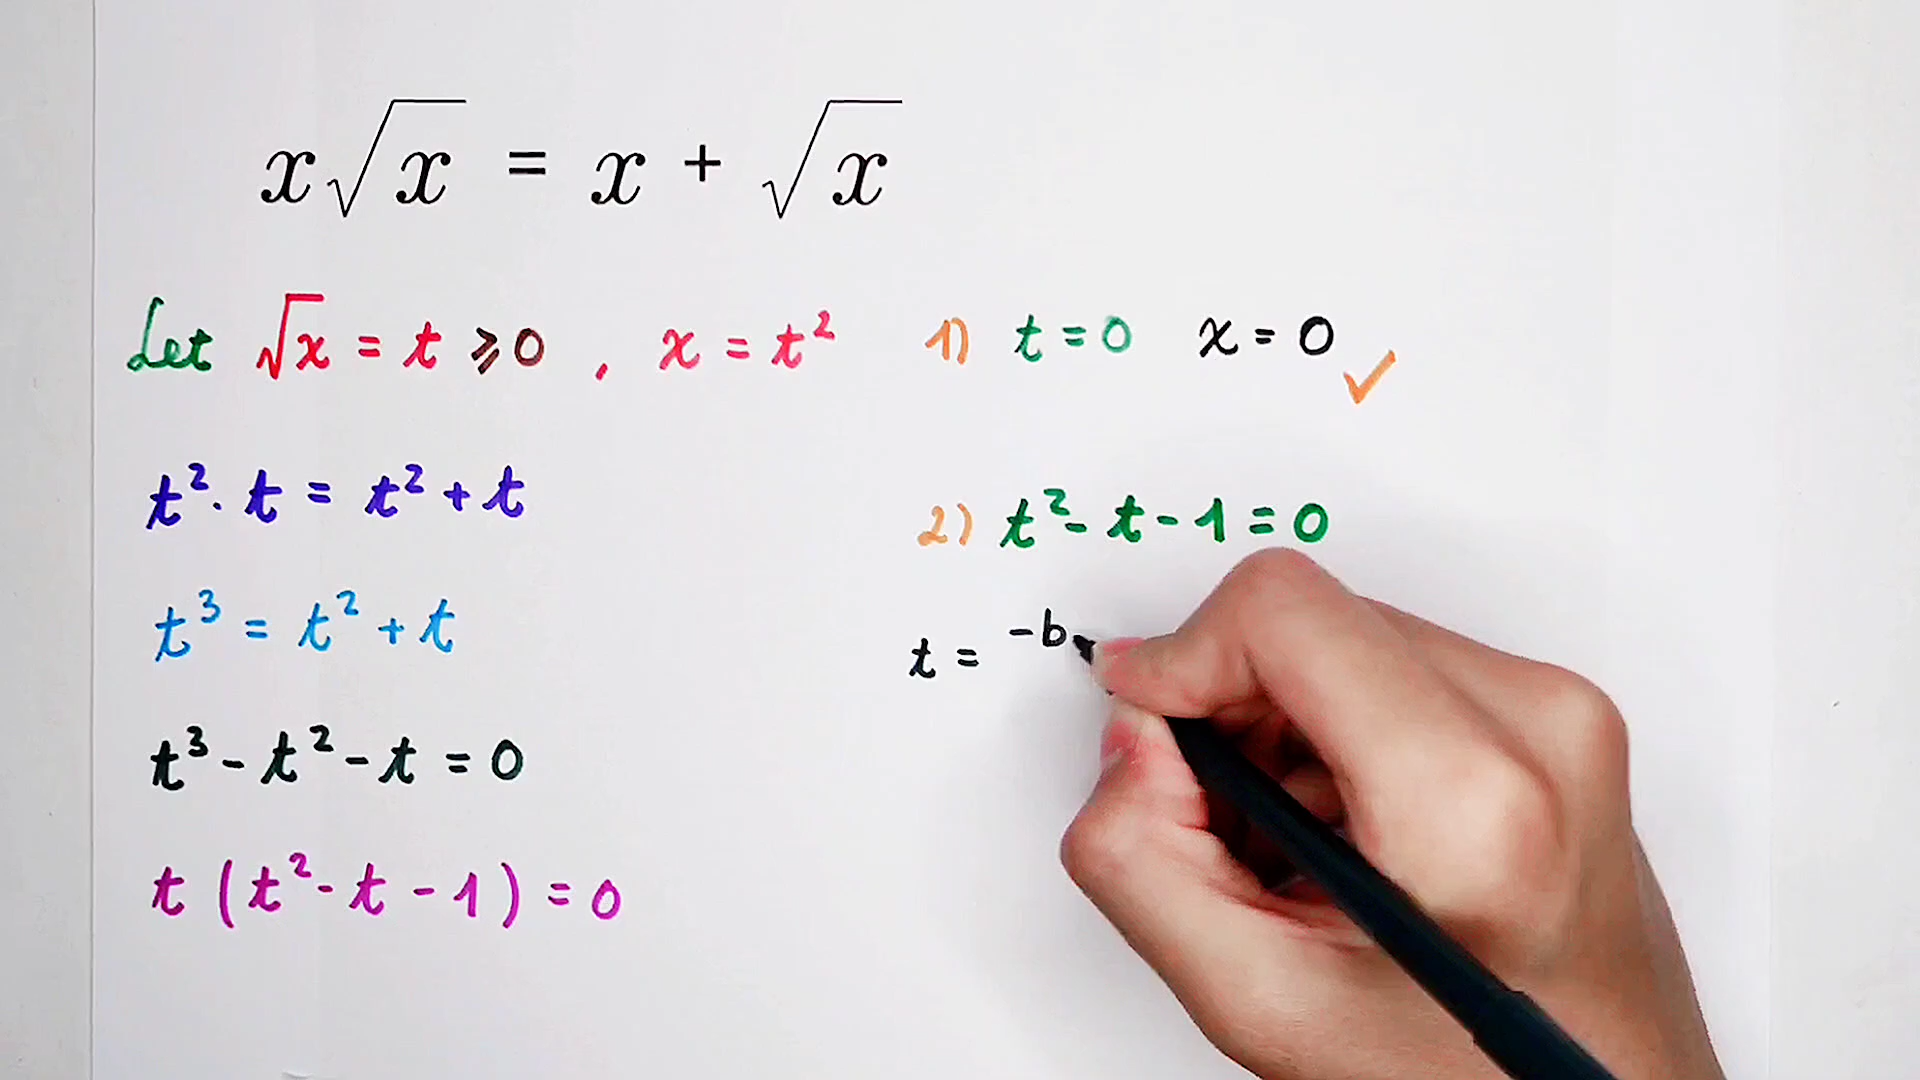 x√x = x + √x
Let √x = t ⩾ 0 , x = t²
t² · t = t² + t
t³ = t² + t
t³ - t² - t = 0
t (t² - t - 1) = 0
1) t = 0 x = 0 ✓
2) t² - t - 1 = 0
t = -b